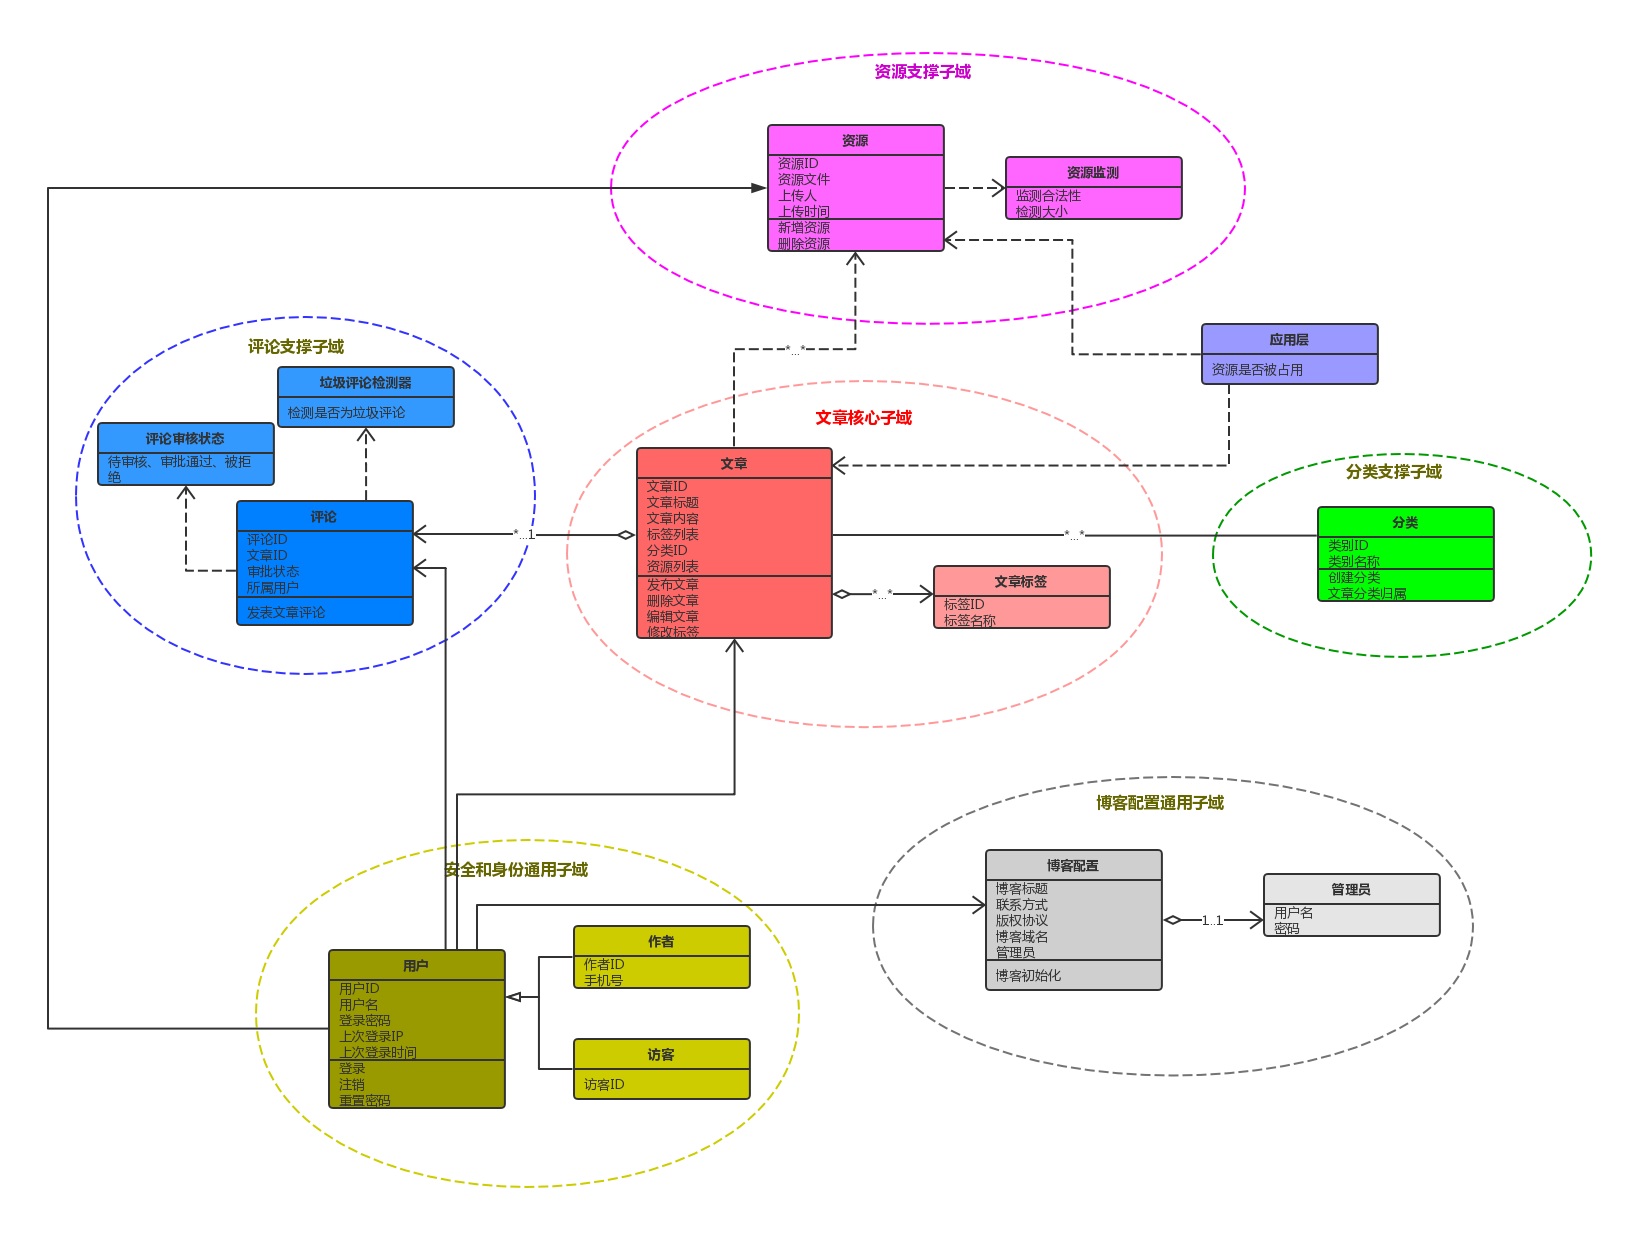 资源支撑子域
资源
资源ID
资源文件
上传人
上传时间
新增资源
删除资源
资源监测
监测合法性
检测大小
应用层
资源是否被占用
*...*
评论支撑子域
垃圾评论检测器
检测是否为垃圾评论
评论审核状态
待审核、审批通过、被拒
绝
评论
评论ID
文章ID
审批状态
所属用户
发表文章评论
*...1
文章核心子域
文章
文章ID
文章标题
文章内容
标签列表
分类ID
资源列表
发布文章
删除文章
编辑文章
修改标签
*...*
文章标签
标签ID
标签名称
*...*
分类支撑子域
分类
类别ID
类别名称
创建分类
文章分类归属
安全和身份通用子域
用户
用户ID
用户名
登录密码
上次登录IP
上次登录时间
登录
注销
重置密码
作者
作者ID
手机号
访客
访客ID
博客配置通用子域
博客配置
博客标题
联系方式
版权协议
博客域名
管理员
博客初始化
1..1
管理员
用户名
密码